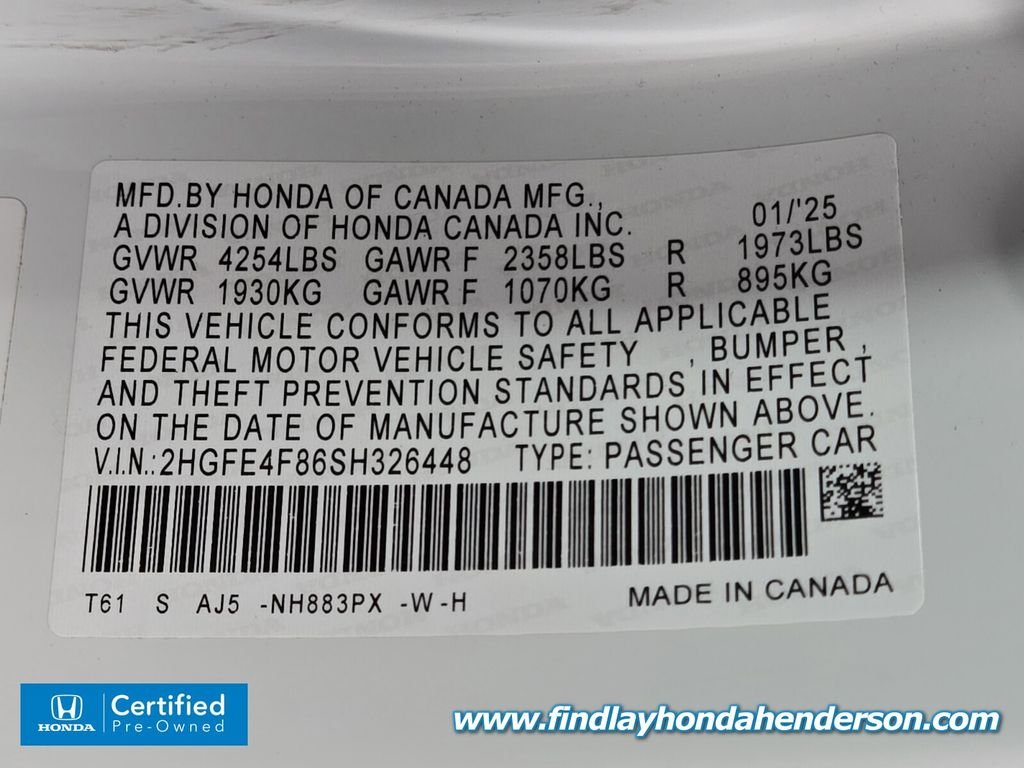 MFD.BY HONDA OF CANADA MFG.,
A DIVISION OF HONDA CANADA INC. 01/'25
GVWR 4254LBS GAWR F 2358LBS R 1973LBS
GVWR 1930KG GAWR F 1070KG R 895KG
THIS VEHICLE CONFORMS TO ALL APPLICABLE
FEDERAL MOTOR VEHICLE SAFETY , BUMPER ,
AND THEFT PREVENTION STANDARDS IN EFFECT
ON THE DATE OF MANUFACTURE SHOWN ABOVE.
V.I.N.:2HGFE4F86SH326448 TYPE: PASSENGER CAR
T61 S AJ5 -NH883PX -W-H MADE IN CANADA
HONDA
Certified
Pre-Owned
www.findlayhondahenderson.com